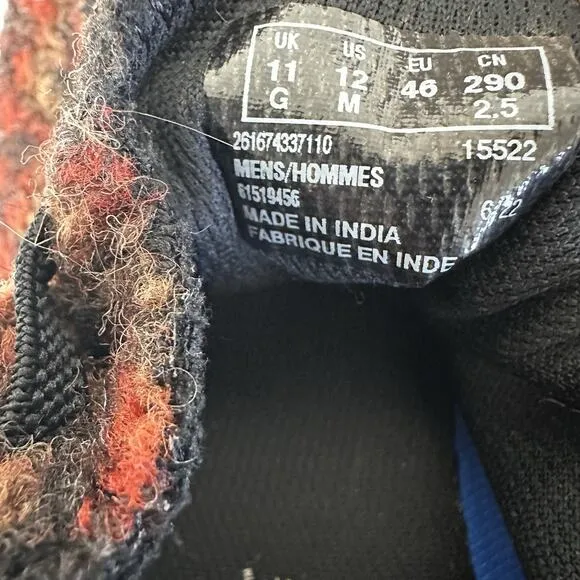 UK US EU CN
11 12 46 290
G M 2.5
261674337110 15522
MENS/HOMMES
61519456 6/22
MADE IN INDIA
FABRIQUE EN INDE